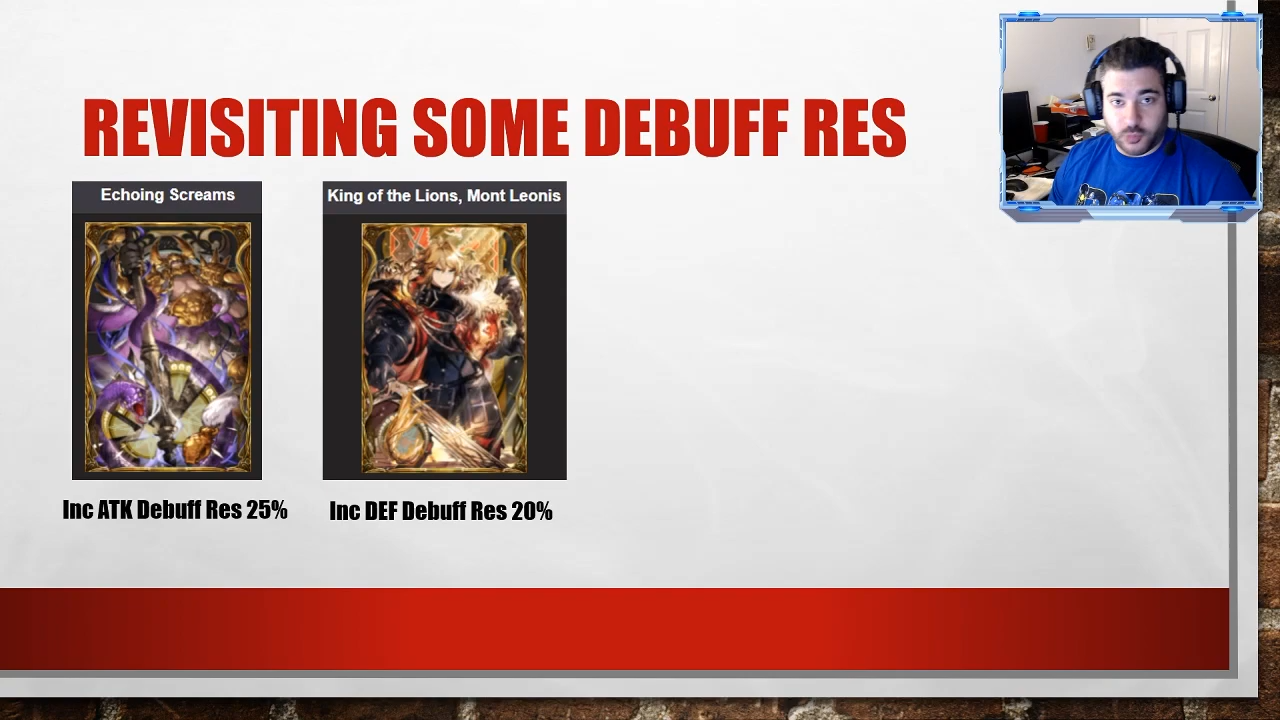 REVISITING SOME DEBUFF RES
Echoing Screams
King of the Lions, Mont Leonis
Inc ATK Debuff Res 25%
Inc DEF Debuff Res 20%